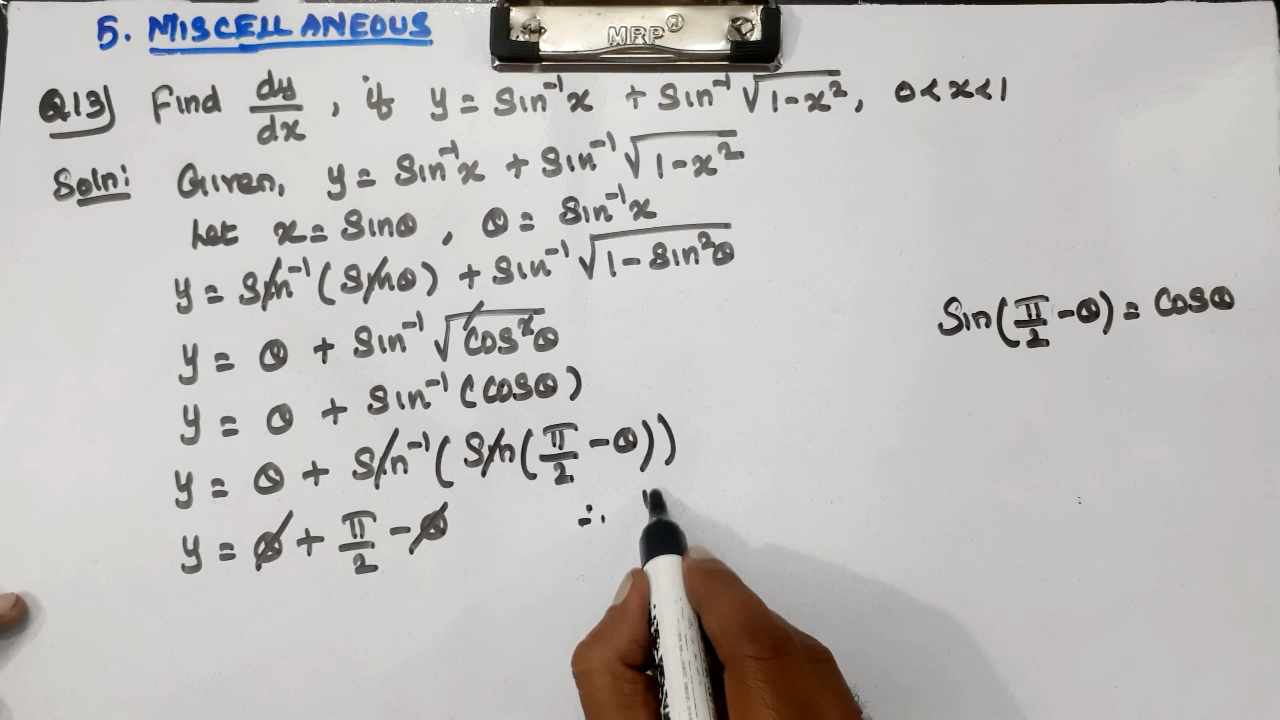 5. MISCELLANEOUS
MRP®
Q13) Find dy/dx, if y = Sin⁻¹x + Sin⁻¹√(1-x²), 0<x<1
Soln: Given, y = Sin⁻¹x + Sin⁻¹√(1-x²)
Let x = Sinθ, θ = Sin⁻¹x
y = Sin⁻¹(Sinθ) + Sin⁻¹√(1-Sin²θ)
y = θ + Sin⁻¹√(Cos²θ)
Sin(π/2-θ) = Cosθ
y = θ + Sin⁻¹(Cosθ)
y = θ + Sin⁻¹(Sin(π/2-θ))
y = θ + π/2 - θ ∴